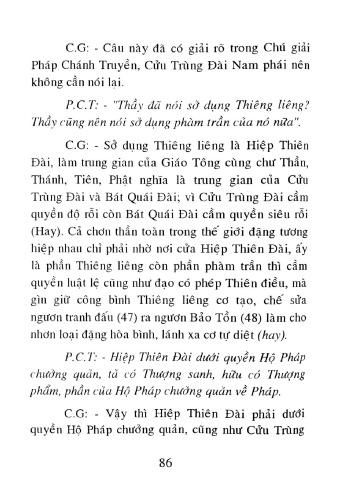 C.G: - Câu này đã có giải rõ trong Chú giải
Pháp Chánh Truyền, Cửu Trùng Đài Nam phái nên
không cần nói lại.
P.C.T: - "Thầy đã nói sở dụng Thiêng liêng?
Thầy cũng nên nói sở dụng phàm trần của nó nữa".
C.G: - Sở dụng Thiêng liêng là Hiệp Thiên
Đài, làm trung gian của Giáo Tông cùng chư Thần,
Thánh, Tiên, Phật nghĩa là trung gian của Cửu
Trùng Đài và Bát Quái Đài; vì Cửu Trùng Đài cầm
quyền độ rỗi còn Bát Quái Đài cầm quyền siêu rỗi
(Hay). Cả chơn thần toàn trong thế giới đặng tương
hiệp nhau chỉ phải nhờ nơi cửa Hiệp Thiên Đài, ấy
là phần Thiêng liêng còn phần phàm trần thì cầm
quyền luật lệ cũng như đạo có phép Thiên điều, mà
gìn giữ công bình Thiêng liêng cơ tạo, chế sửa
ngươn tranh đấu (47) ra ngươn Bảo Tồn (48) làm cho
nhơn loại đặng hòa bình, lánh xa cơ tự diệt (hay).
P.C.T: - Hiệp Thiên Đài dưới quyền Hộ Pháp
chưởng quản, tả có Thượng sanh, hữu có Thượng
phẩm, phần của Hộ Pháp chưởng quản về Pháp.
C.G: - Vậy thì Hiệp Thiên Đài phải dưới
quyền Hộ Pháp chưởng quản, cũng như Cửu Trùng
86